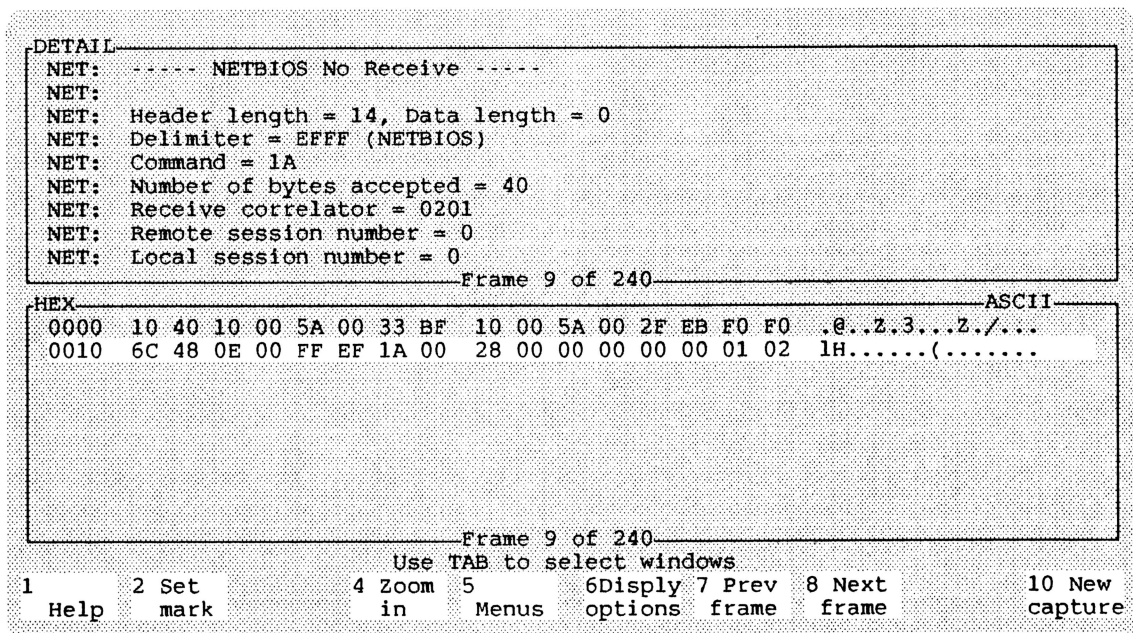 DETAIL
NET: ----- NETBIOS No Receive -----
NET:
NET: Header length = 14, Data length = 0
NET: Delimiter = EFFF (NETBIOS)
NET: Command = 1A
NET: Number of bytes accepted = 40
NET: Receive correlator = 0201
NET: Remote session number = 0
NET: Local session number = 0
Frame 9 of 240
HEX ASCII
0000 10 40 10 00 5A 00 33 BF 10 00 5A 00 2F EB F0 F0 .@..Z.3...Z./...
0010 6C 48 0E 00 FF EF 1A 00 28 00 00 00 00 00 01 02 lH......(.......
Frame 9 of 240
Use TAB to select windows
1 2 Set 4 Zoom 5 6Disply 7 Prev 8 Next 10 New
Help mark in Menus options frame frame capture